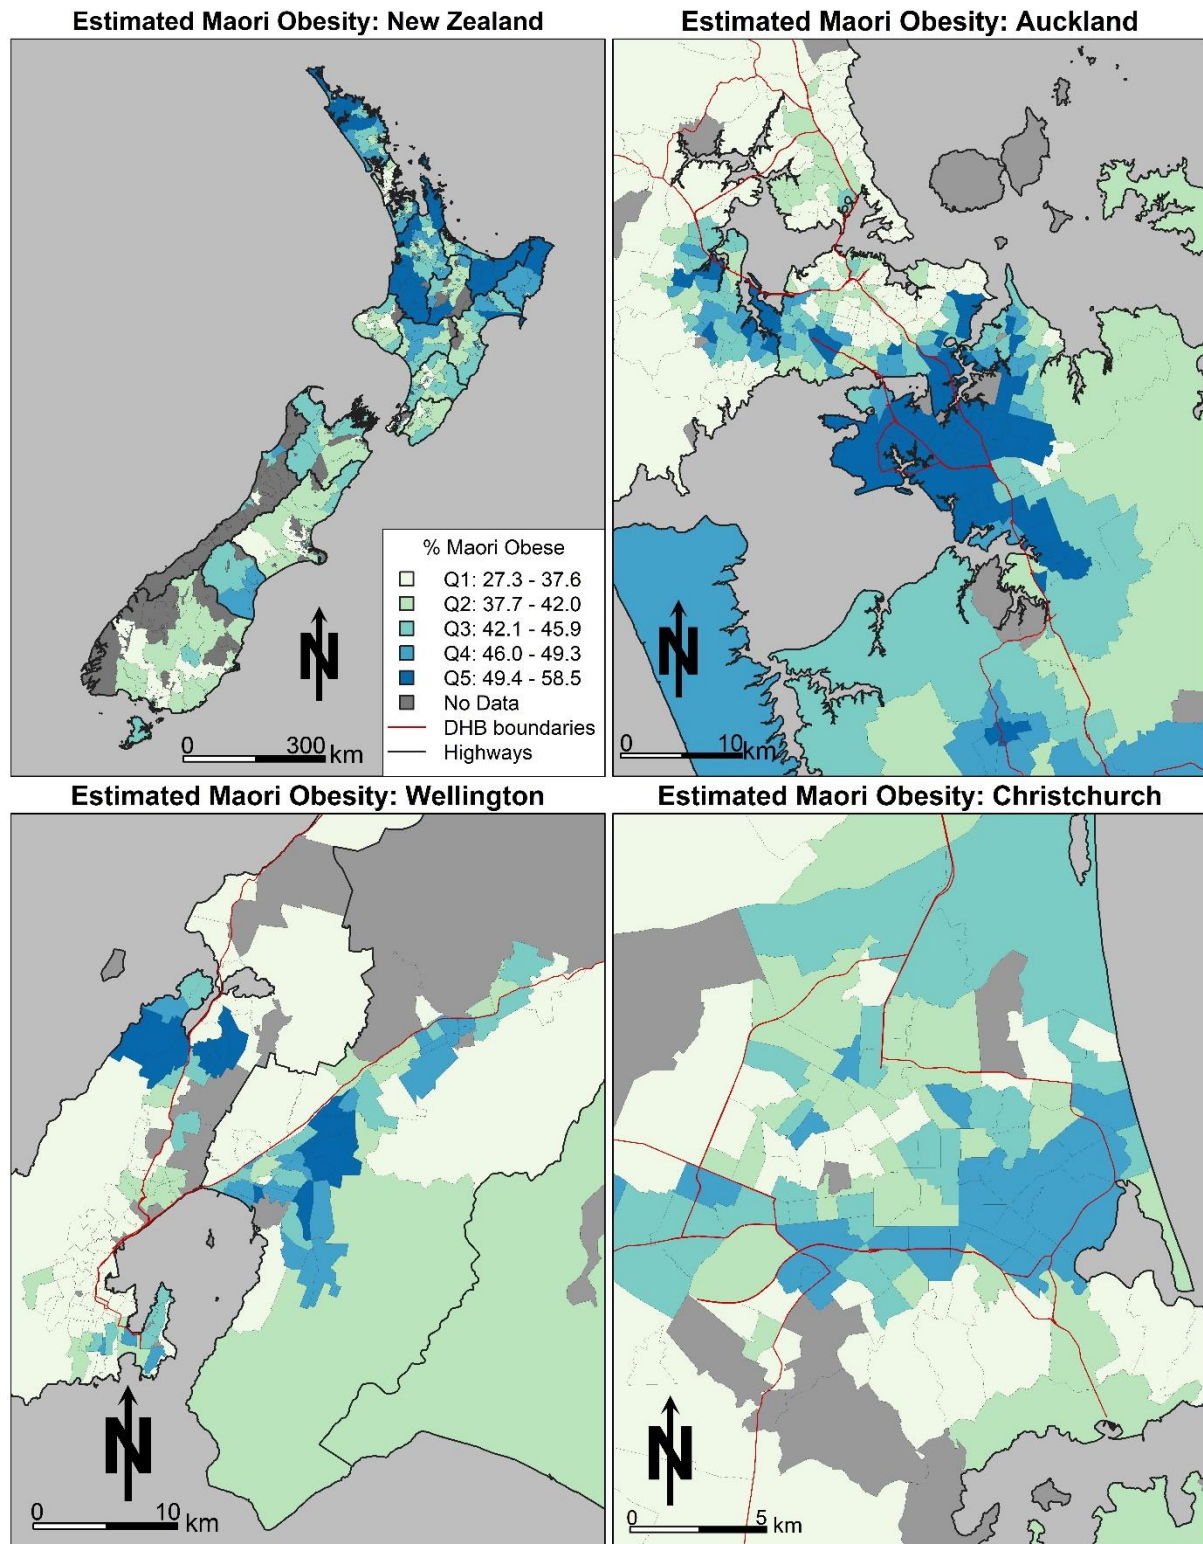 Estimated Maori Obesity: New Zealand
Estimated Maori Obesity: Auckland
% Maori Obese
Q1: 27.3 - 37.6
Q2: 37.7 - 42.0
Q3: 42.1 - 45.9
Q4: 46.0 - 49.3
Q5: 49.4 - 58.5
No Data
DHB boundaries
Highways
N
0 300 km
N
0 10 km
Estimated Maori Obesity: Wellington
Estimated Maori Obesity: Christchurch
N
0 10 km
N
0 5 km